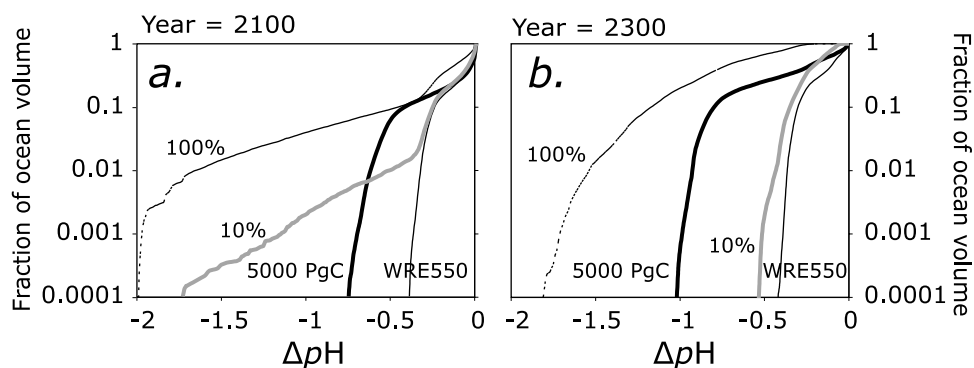 Year = 2100
Year = 2300
Fraction of ocean volume
1
0.1
0.01
0.001
0.0001
a.
100%
10%
5000 PgC
WRE550
-2
-1.5
-1
-0.5
0
ΔpH
b.
100%
10%
5000 PgC
WRE550
-2
-1.5
-1
-0.5
0
ΔpH
1
0.1
0.01
0.001
0.0001
Fraction of ocean volume